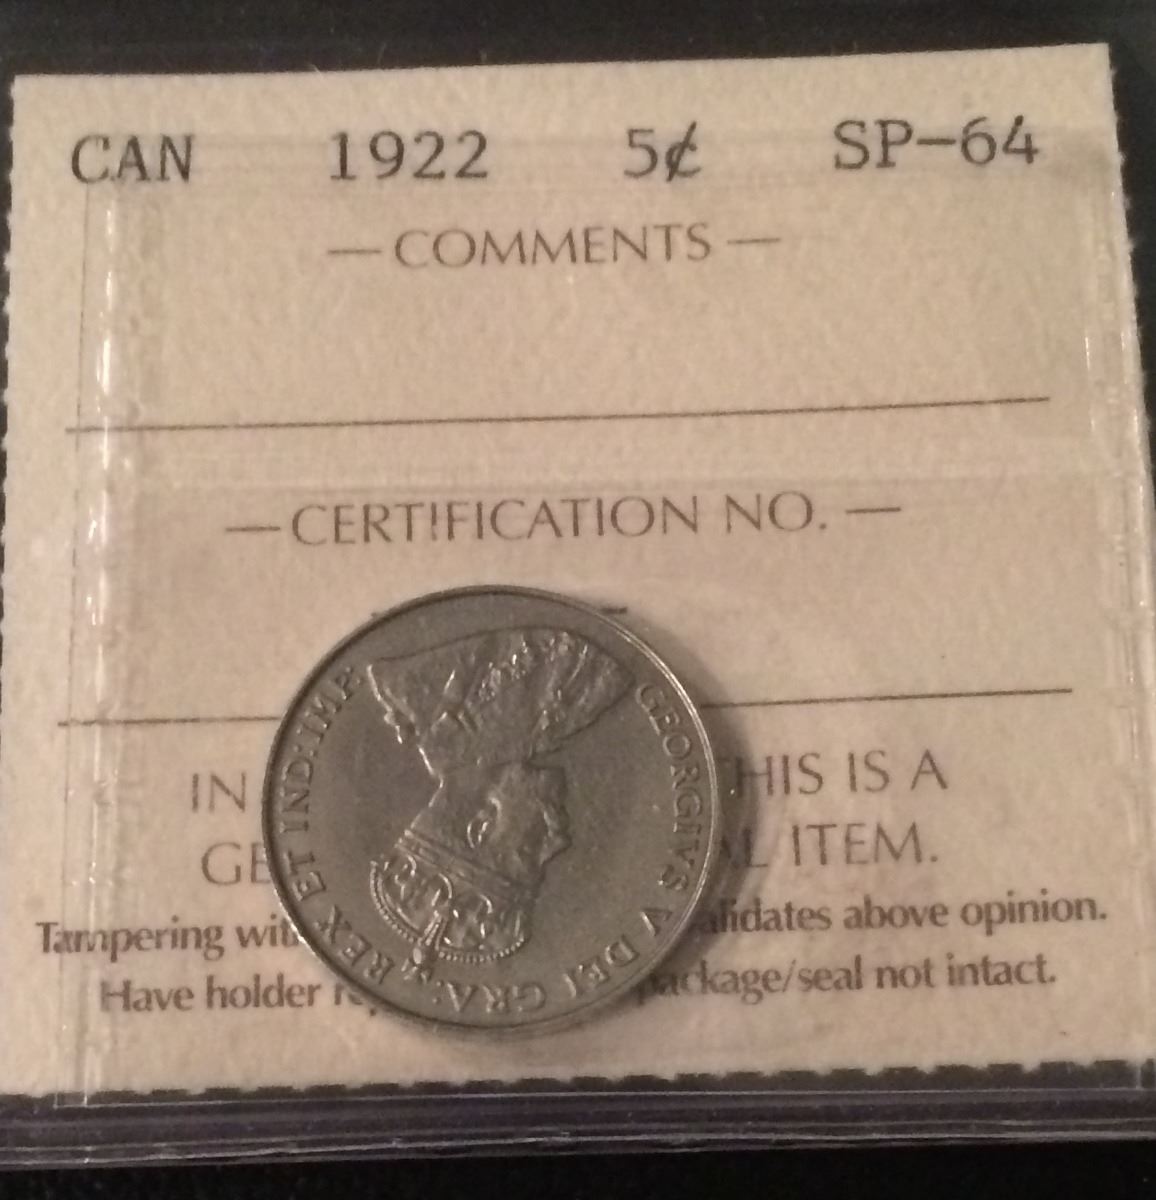 CAN 1922 5¢ SP-64
— COMMENTS —
— CERTIFICATION NO. —
IN HIS IS A
GE L ITEM.
Tampering wit alidates above opinion.
Have holder r package/seal not intact.
GEORGIVS V DEI GRA: REX ET IND:IMP: